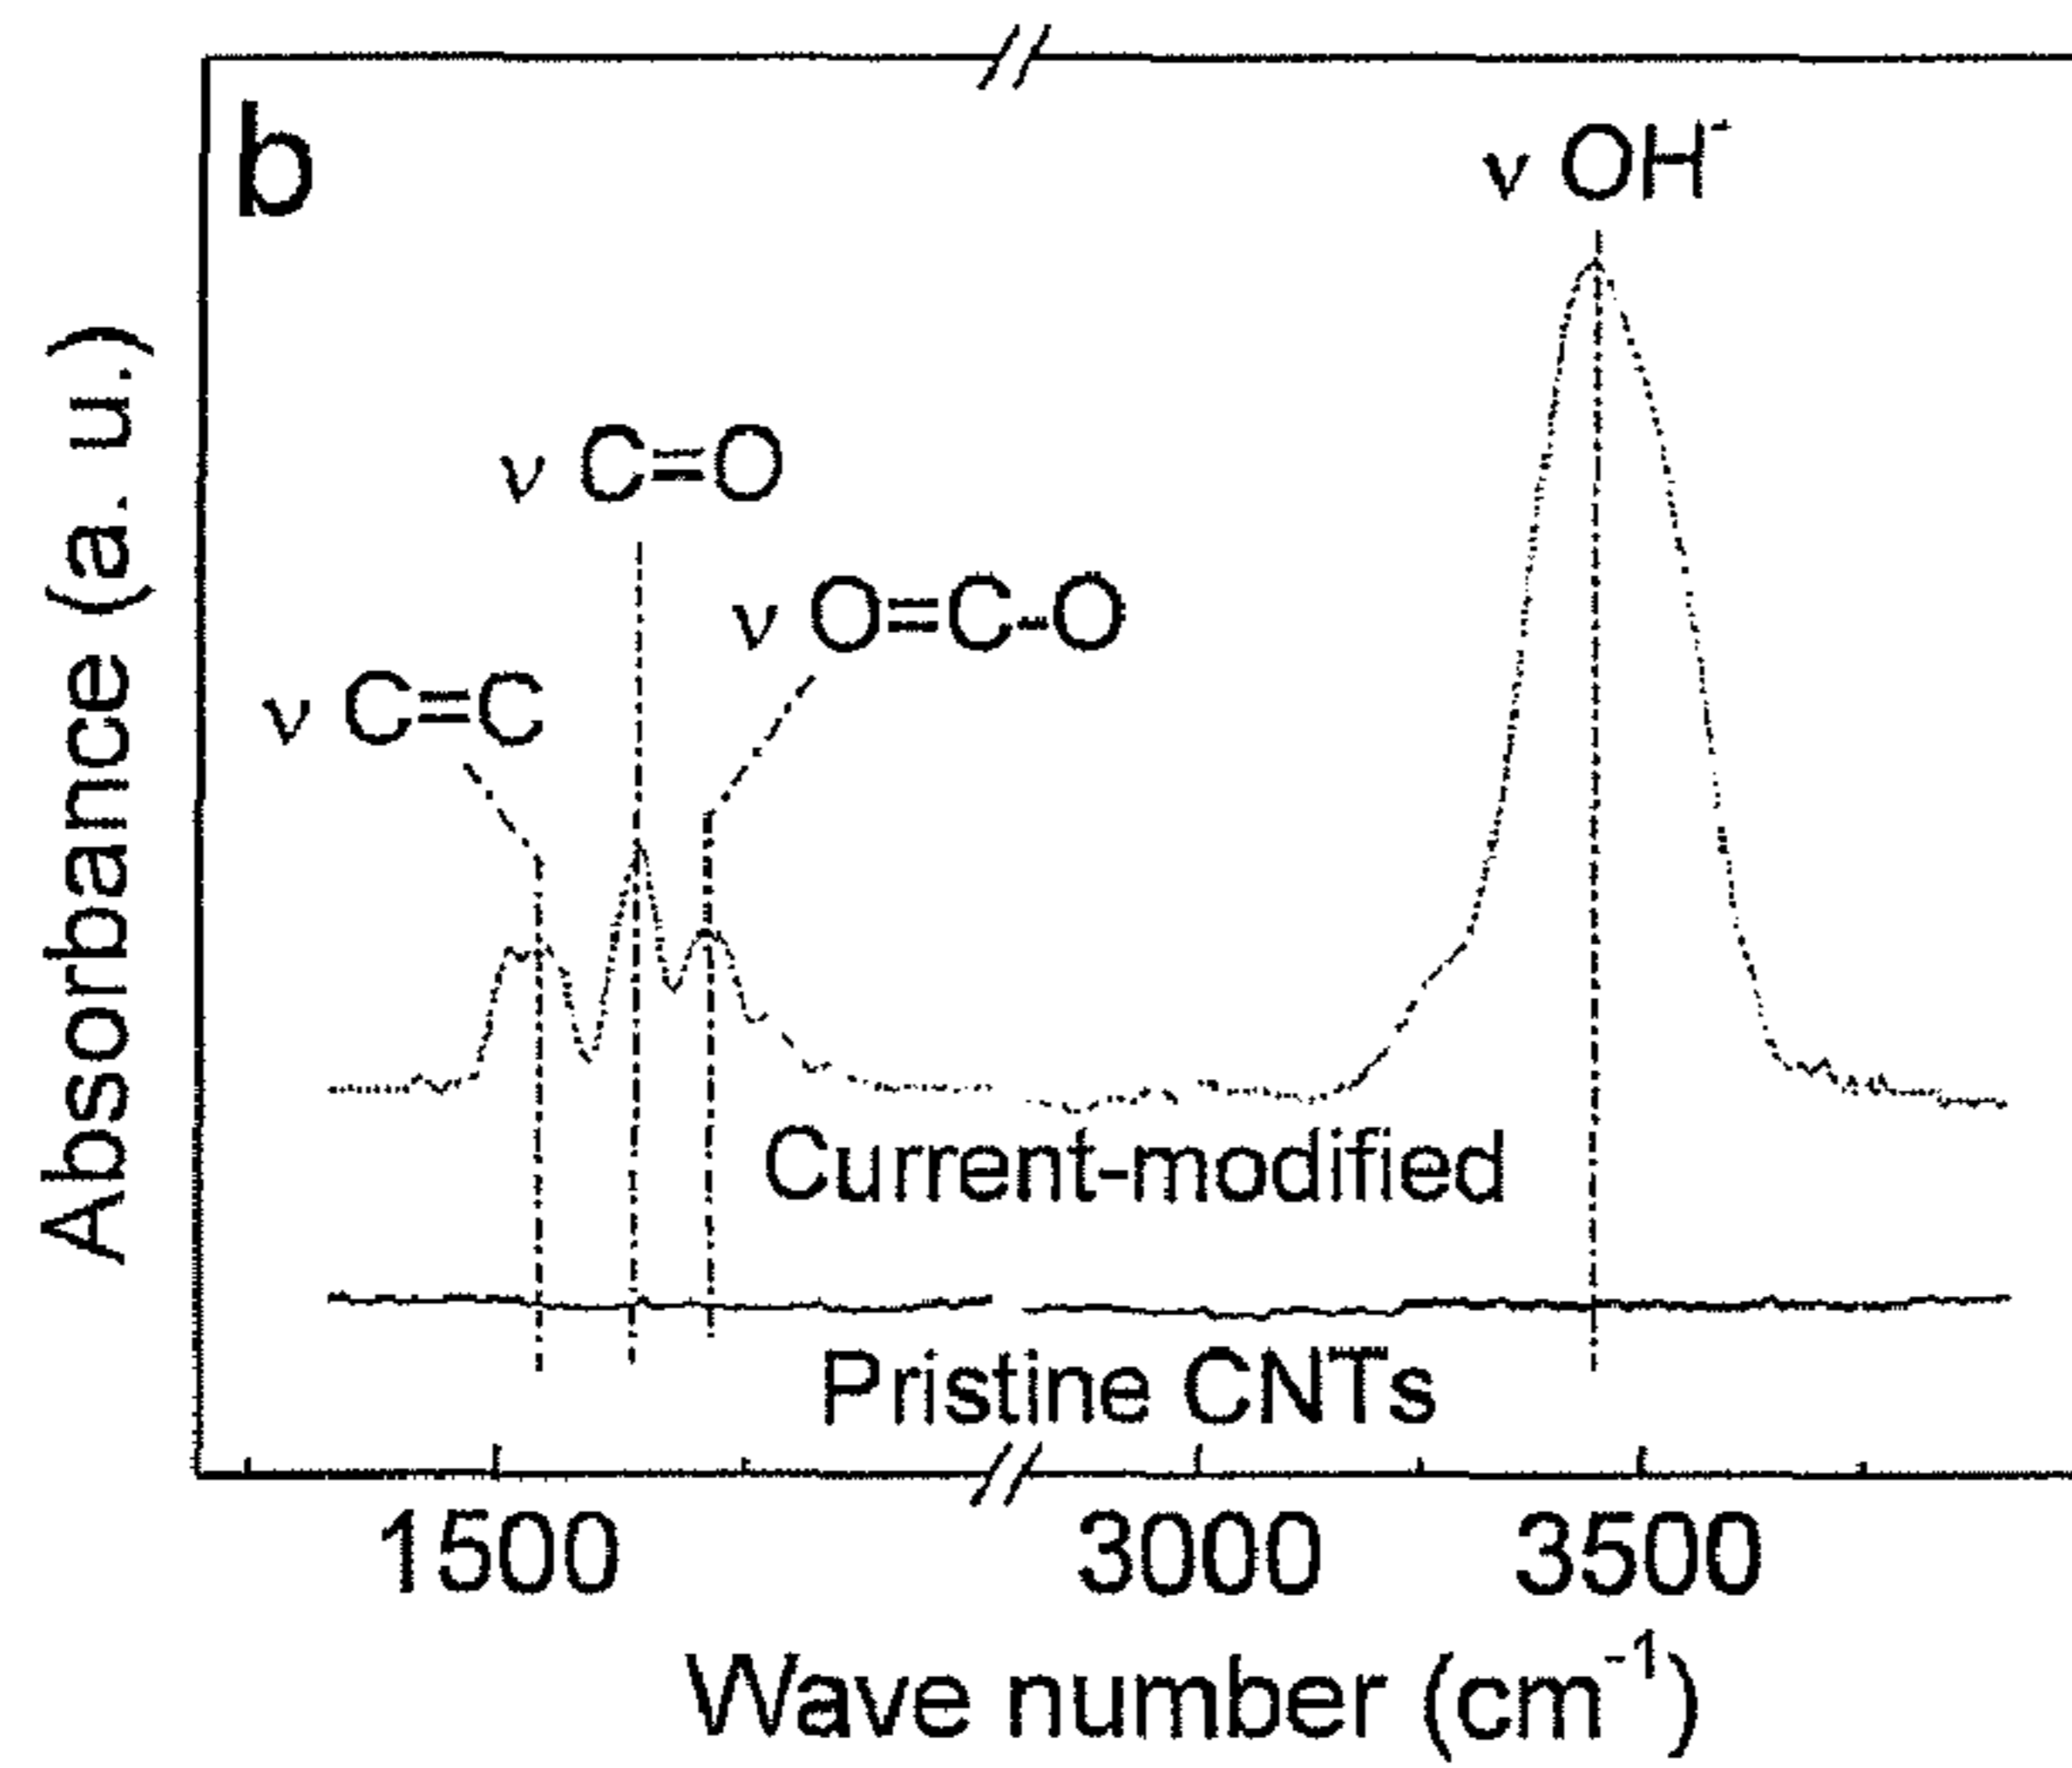 b
ν OH⁻
ν C=O
ν O=C-O
ν C=C
Absorbance (a. u.)
Current-modified
Pristine CNTs
1500 3000 3500
Wave number (cm⁻¹)